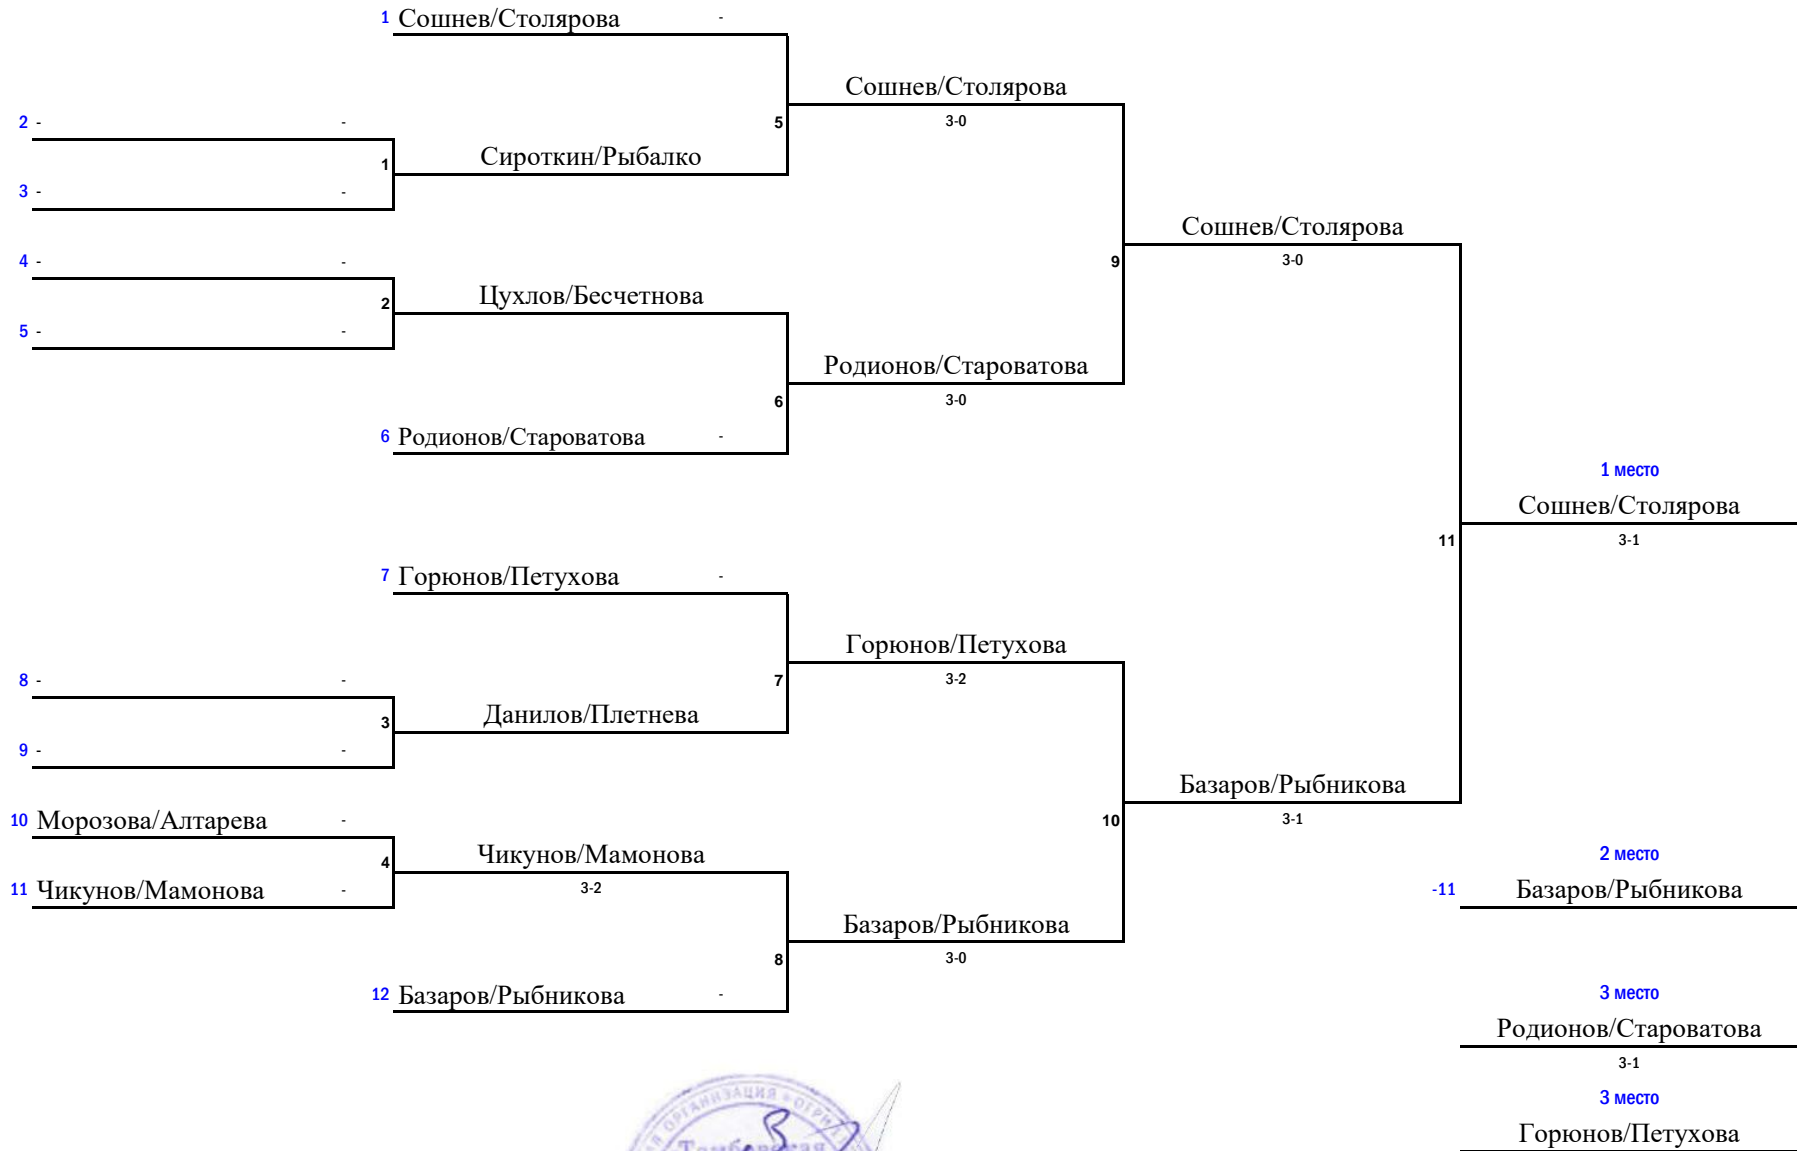 1 Сошнев/Столярова -
Сошнев/Столярова
2 - -
5
3-0
1
Сироткин/Рыбалко
3 - -
Сошнев/Столярова
4 - -
9
3-0
2
Цухлов/Бесчетнова
5 - -
Родионов/Староватова
6
3-0
6 Родионов/Староватова -
1 место
Сошнев/Столярова
11
3-1
7 Горюнов/Петухова -
Горюнов/Петухова
8 - -
7
3-2
3
Данилов/Плетнева
9 - -
Базаров/Рыбникова
10 Морозова/Алтарева -
10
3-1
4
Чикунов/Мамонова
2 место
11 Чикунов/Мамонова -
3-2
-11 Базаров/Рыбникова
Базаров/Рыбникова
8
3-0
12 Базаров/Рыбникова -
3 место
Родионов/Староватова
3-1
3 место
ОРГАНИЗАЦИЯ
Горюнов/Петухова
Тамбовская